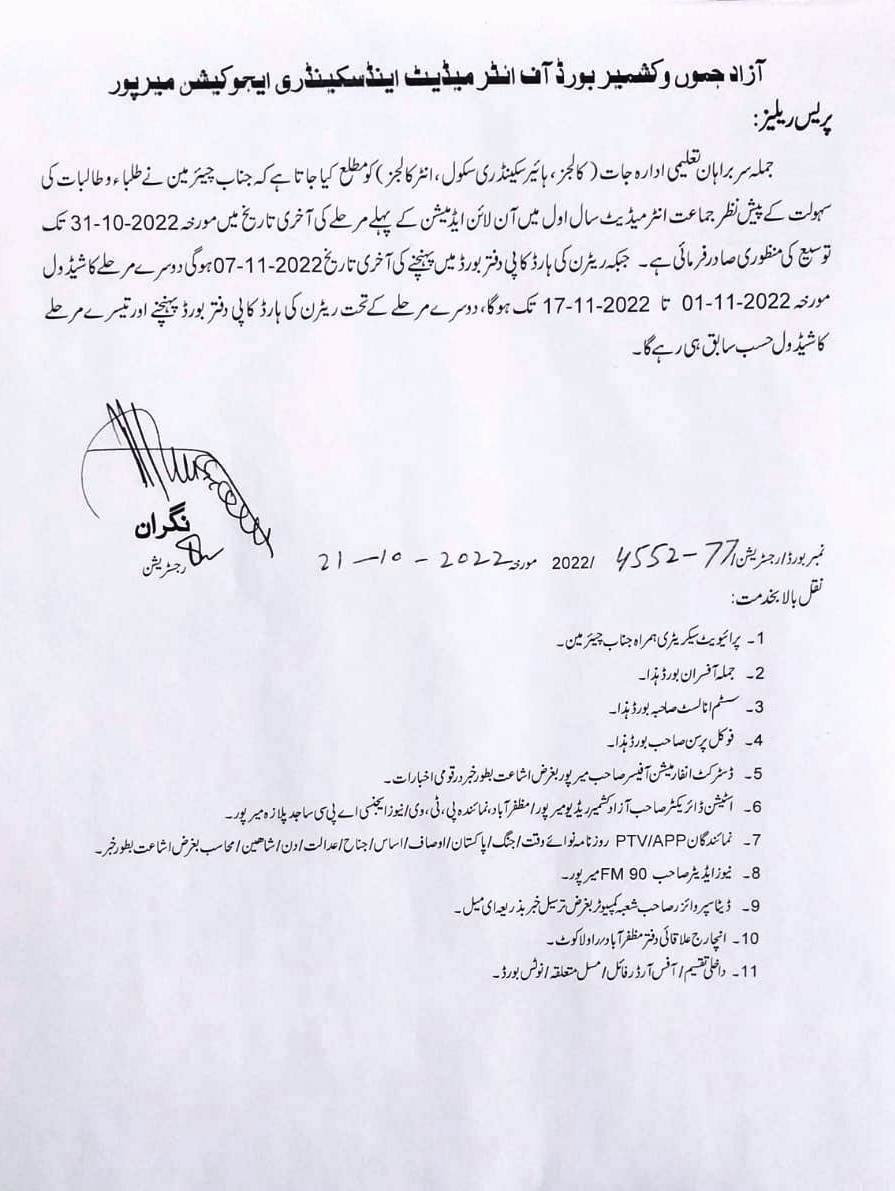 آزاد جموں و کشمیر بورڈ آف انٹرمیڈیٹ اینڈ سکینڈری ایجوکیشن میرپور
پریس ریلیز:
جملہ سربراہان تعلیمی ادارہ جات (کالجز، ہائیر سکینڈری سکول، انٹر کالجز) کو مطلع کیا جاتا ہے کہ جناب چیئرمین نے طلباء و طالبات کی
سہولت کے پیش نظر جماعت انٹرمیڈیٹ سال اول میں آن لائن ایڈمیشن کے پہلے مرحلے کی آخری تاریخ میں مورخہ 31-10-2022 تک
توسیع کی منظوری صادر فرمائی ہے۔ جبکہ ریٹرن کی ہارڈ کاپی دفتر بورڈ میں پہنچنے کی آخری تاریخ 07-11-2022 ہوگی دوسرے مرحلے کا شیڈول
مورخہ 01-11-2022 تا 17-11-2022 تک ہوگا، دوسرے مرحلے کے تحت ریٹرن کی ہارڈ کاپی دفتر بورڈ پہنچنے اور تیسرے مرحلے
کا شیڈول حسب سابق ہی رہے گا۔
نگران
رجسٹریشن
نمبر بورڈ/رجسٹریشن/4552-77 /2022 مورخہ 21-10-2022
نقل بالا بخدمت:
1۔ پرائیویٹ سیکریٹری ہمراہ جناب چیئرمین۔
2۔ جملہ آفسران بورڈ ہذا۔
3۔ سسٹم انالسٹ صاحبہ بورڈ ہذا۔
4۔ فوکل پرسن صاحب بورڈ ہذا۔
5۔ ڈسٹرکٹ انفارمیشن آفیسر صاحب میرپور بغرض اشاعت بطور خبر در قومی اخبارات۔
6۔ اسٹیشن ڈائریکٹر صاحب آزاد کشمیر ریڈیو میرپور/مظفرآباد، نمائندہ پی، ٹی، وی/نیوز ایجنسی اے پی سی ساجد پلازہ میرپور۔
7۔ نمائندگان PTV/APP روزنامہ نوائے وقت/جنگ/پاکستان/اوصاف/اساس/جناح/عدالت/دن/شاھین/محاسب بغرض اشاعت بطور خبر۔
8۔ نیوز ایڈیٹر صاحب FM 90 میرپور۔
9۔ ڈیٹا سپروائزر صاحب شعبہ کمپیوٹر بغرض ترسیل خبر بذریعہ ای میل۔
10۔ انچارج علاقائی دفتر مظفرآباد/راولاکوٹ۔
11۔ داخلی تقسیم/آفس آرڈر فائل/مسل متعلقہ/نوٹس بورڈ۔